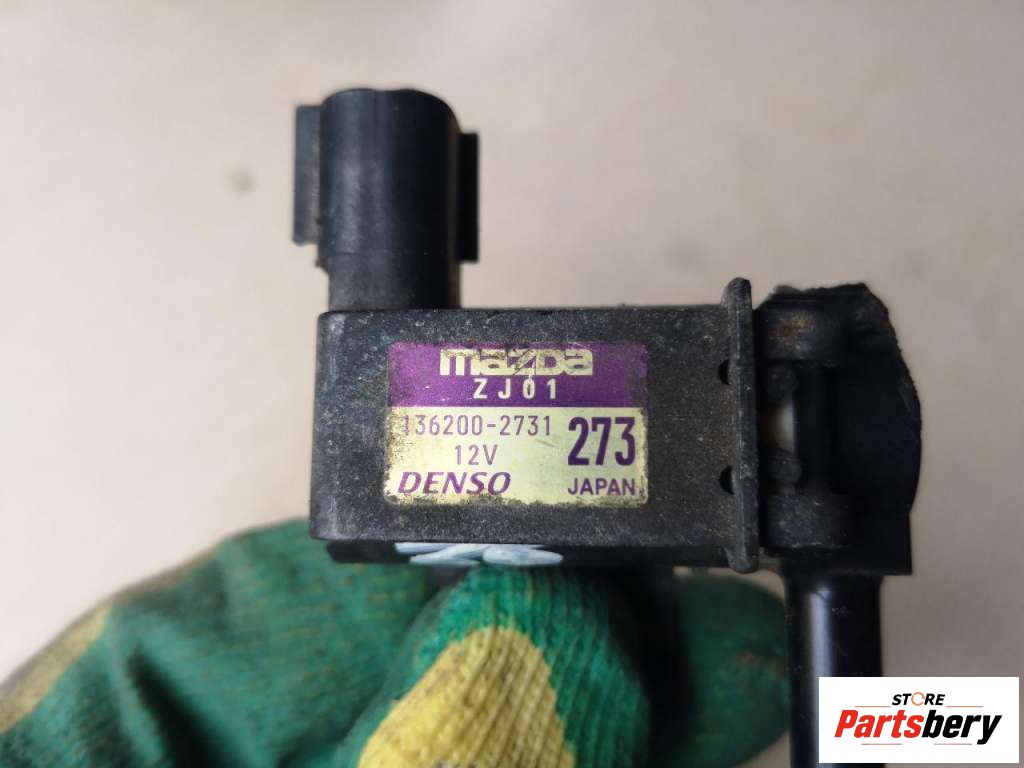 mazda
ZJ01
136200-2731
273
12V
DENSO
JAPAN
STORE
Partsbery